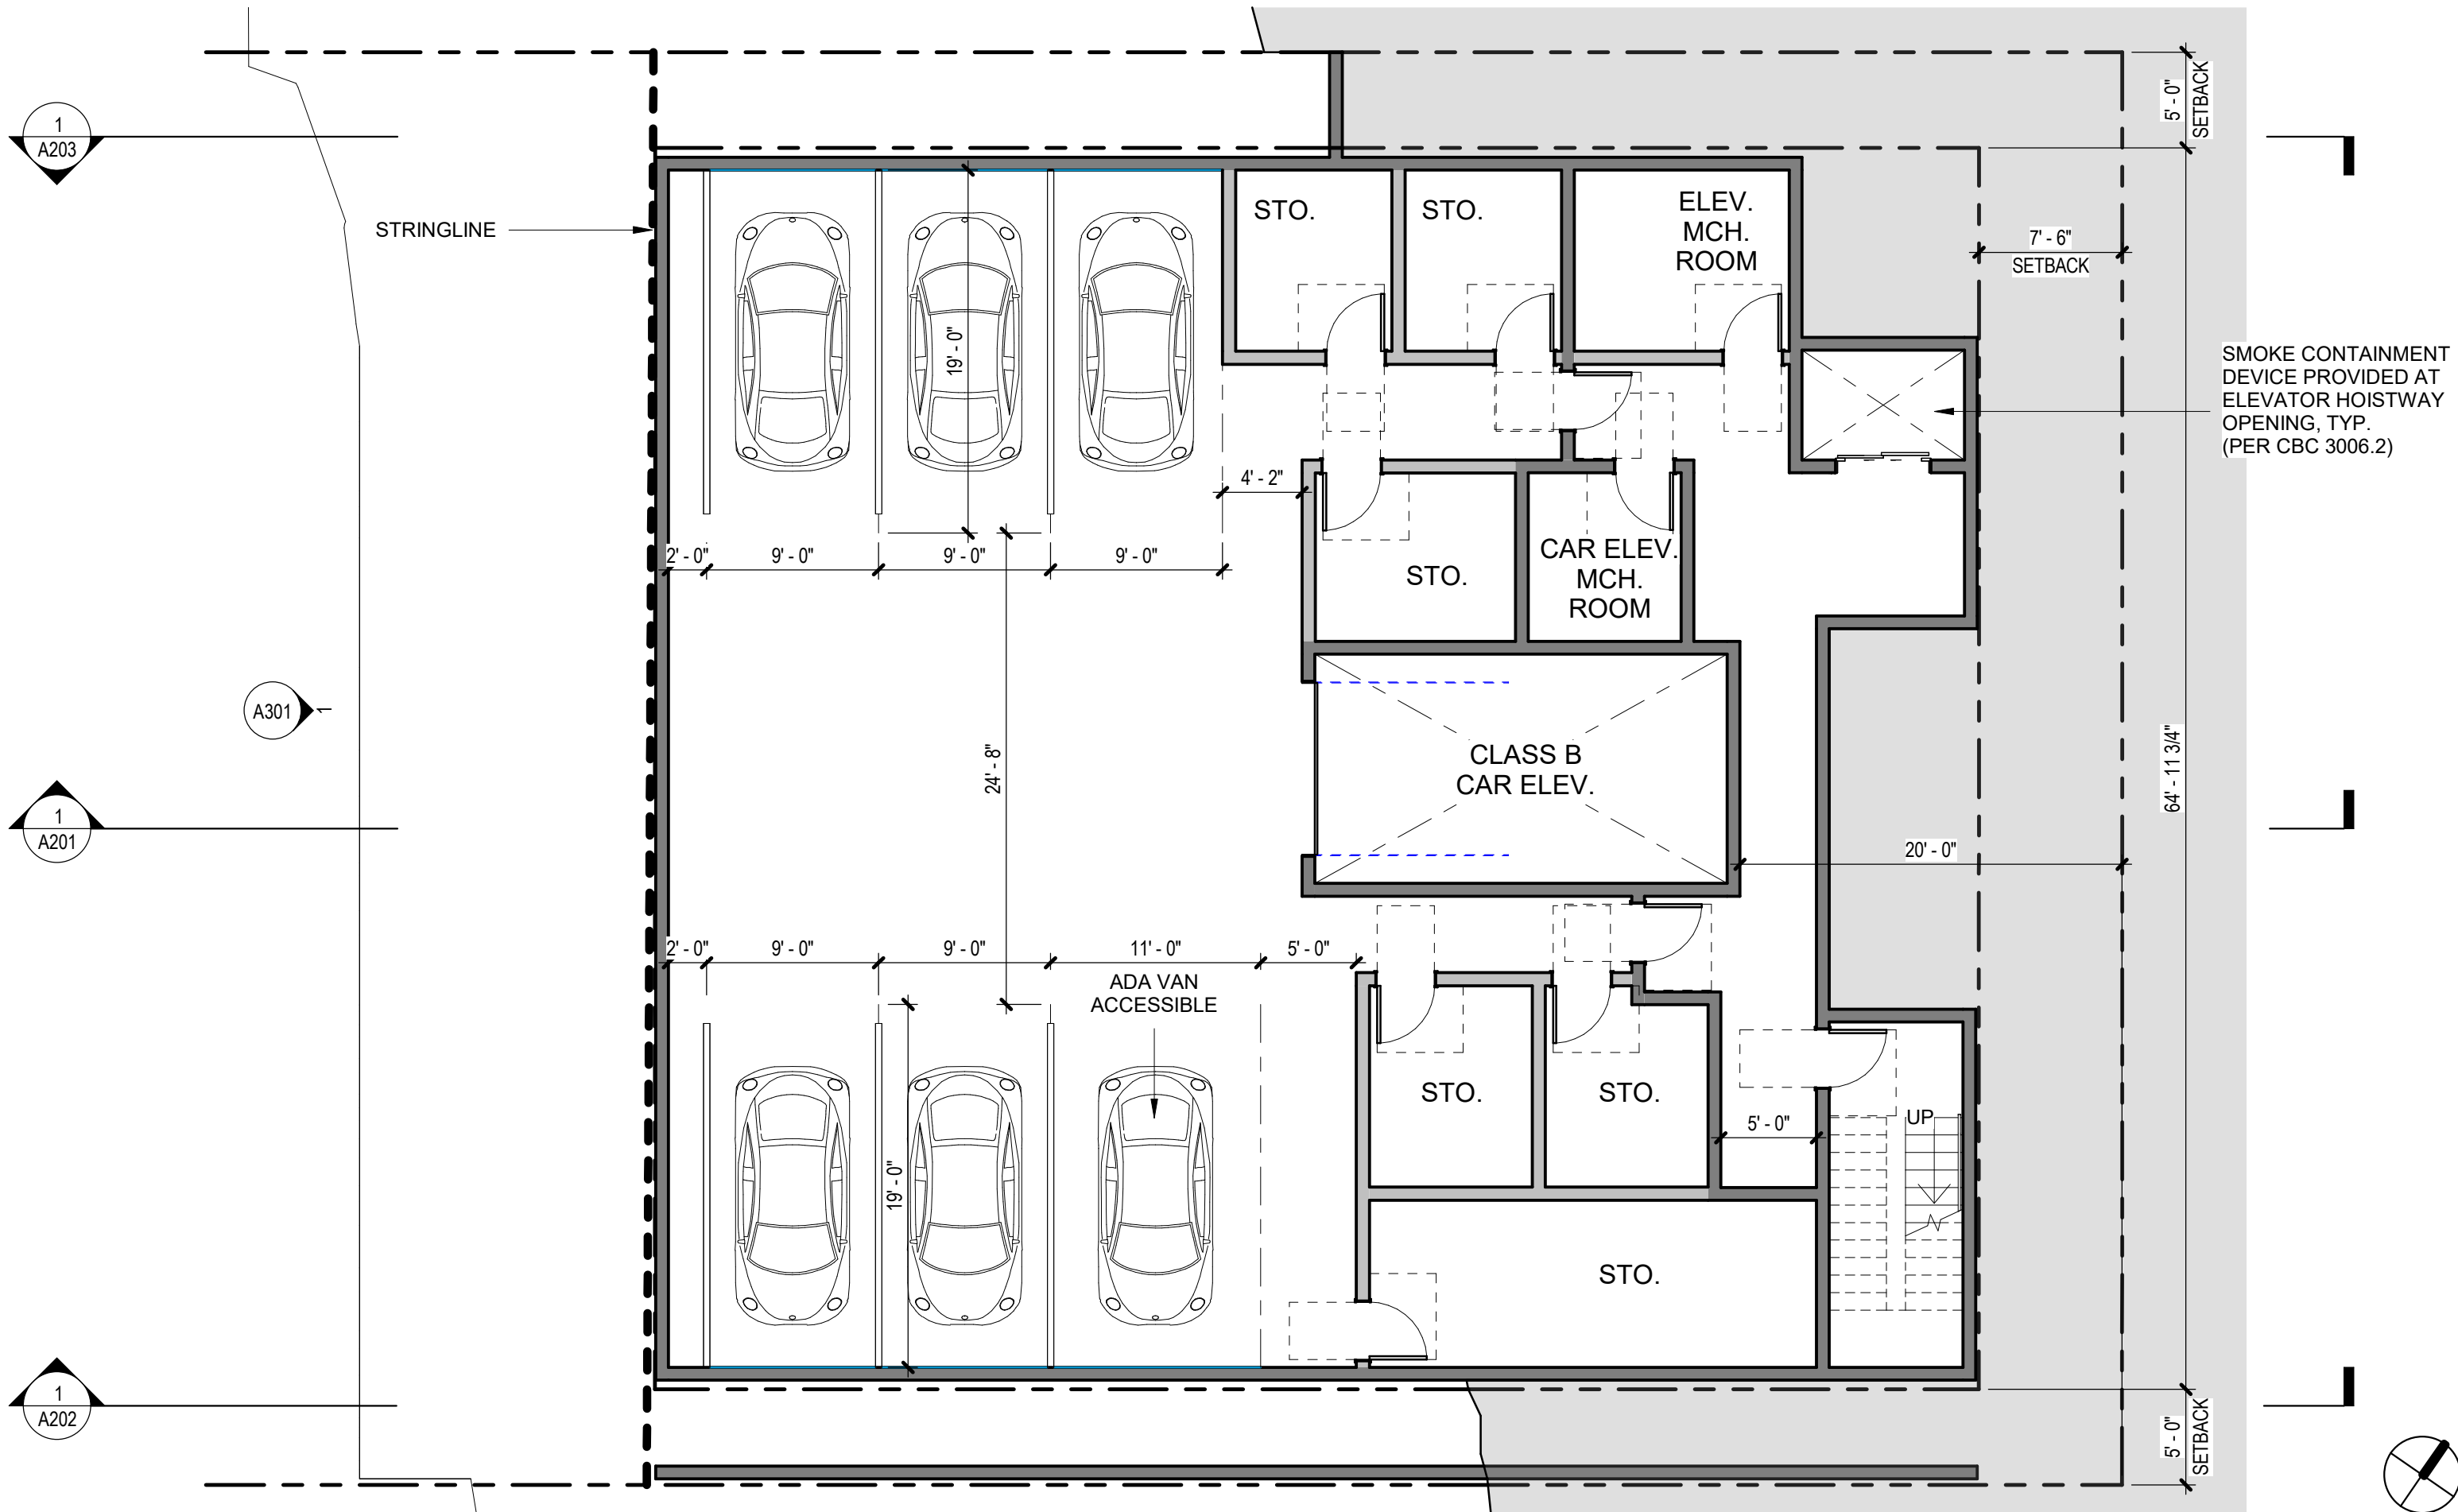 5' - 0"
SETBACK
1
A203
STRINGLINE
STO.
STO.
ELEV.
MCH.
ROOM
7' - 6"
SETBACK
SMOKE CONTAINMENT
DEVICE PROVIDED AT
ELEVATOR HOISTWAY
OPENING, TYP.
(PER CBC 3006.2)
19' - 0"
4' - 2"
2' - 0"
9' - 0"
9' - 0"
9' - 0"
STO.
CAR ELEV.
MCH.
ROOM
A301
1
24' - 8"
CLASS B
CAR ELEV.
64' - 11 3/4"
1
A201
20' - 0"
2' - 0"
9' - 0"
9' - 0"
11' - 0"
5' - 0"
ADA VAN
ACCESSIBLE
STO.
STO.
5' - 0"
UP
19' - 0"
STO.
1
A202
5' - 0"
SETBACK